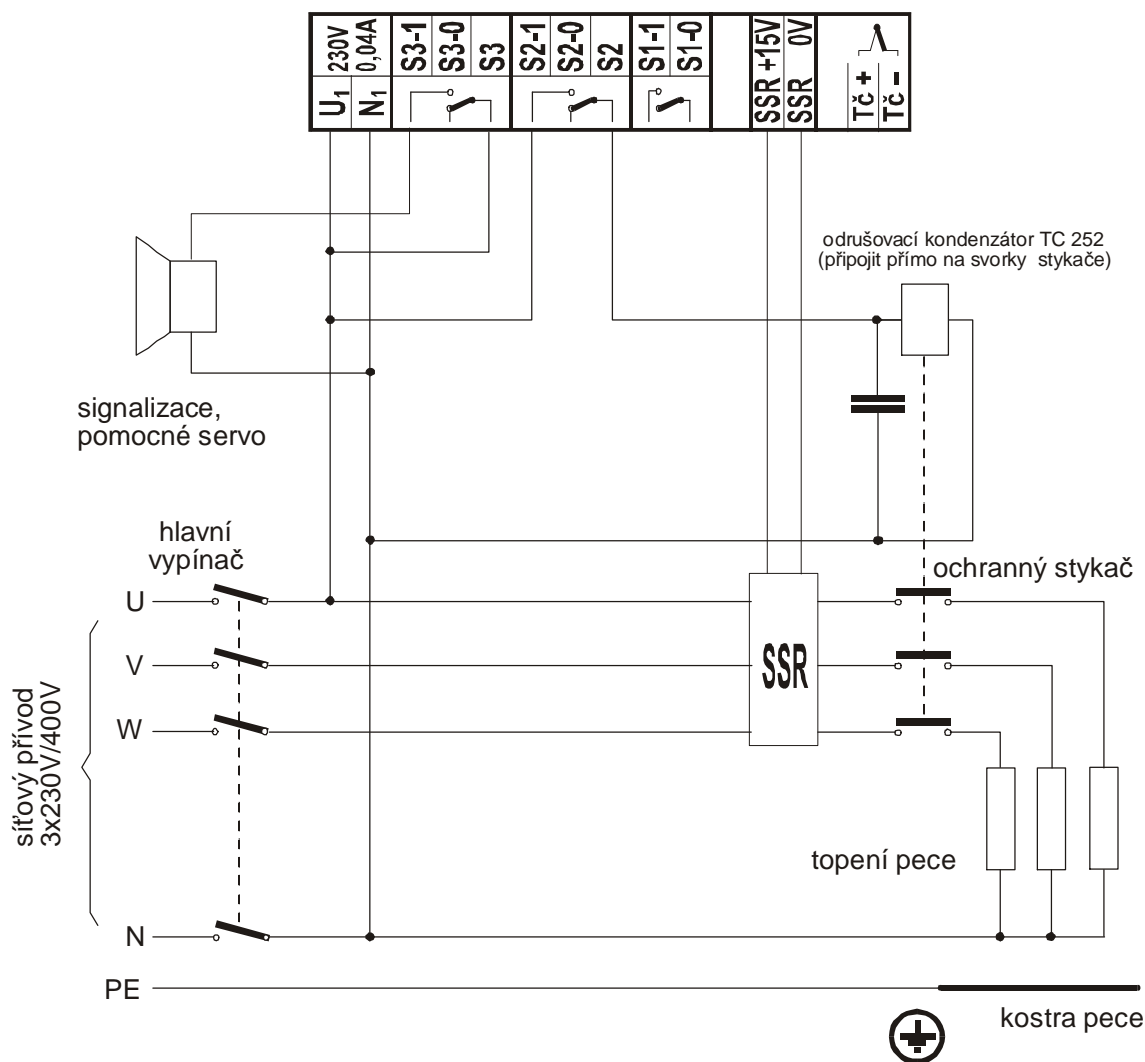 U1 230V
N1 0,04A
S3-1
S3-0
S3
S2-1
S2-0
S2
S1-1
S1-0
SSR +15V
SSR 0V
Tč +
Tč -
odrušovací kondenzátor TC 252
(připojit přímo na svorky stykače)
signalizace,
pomocné servo
hlavní
vypínač
ochranný stykač
U
V
W
SSR
síťový přívod
3x230V/400V
topení pece
N
PE
kostra pece